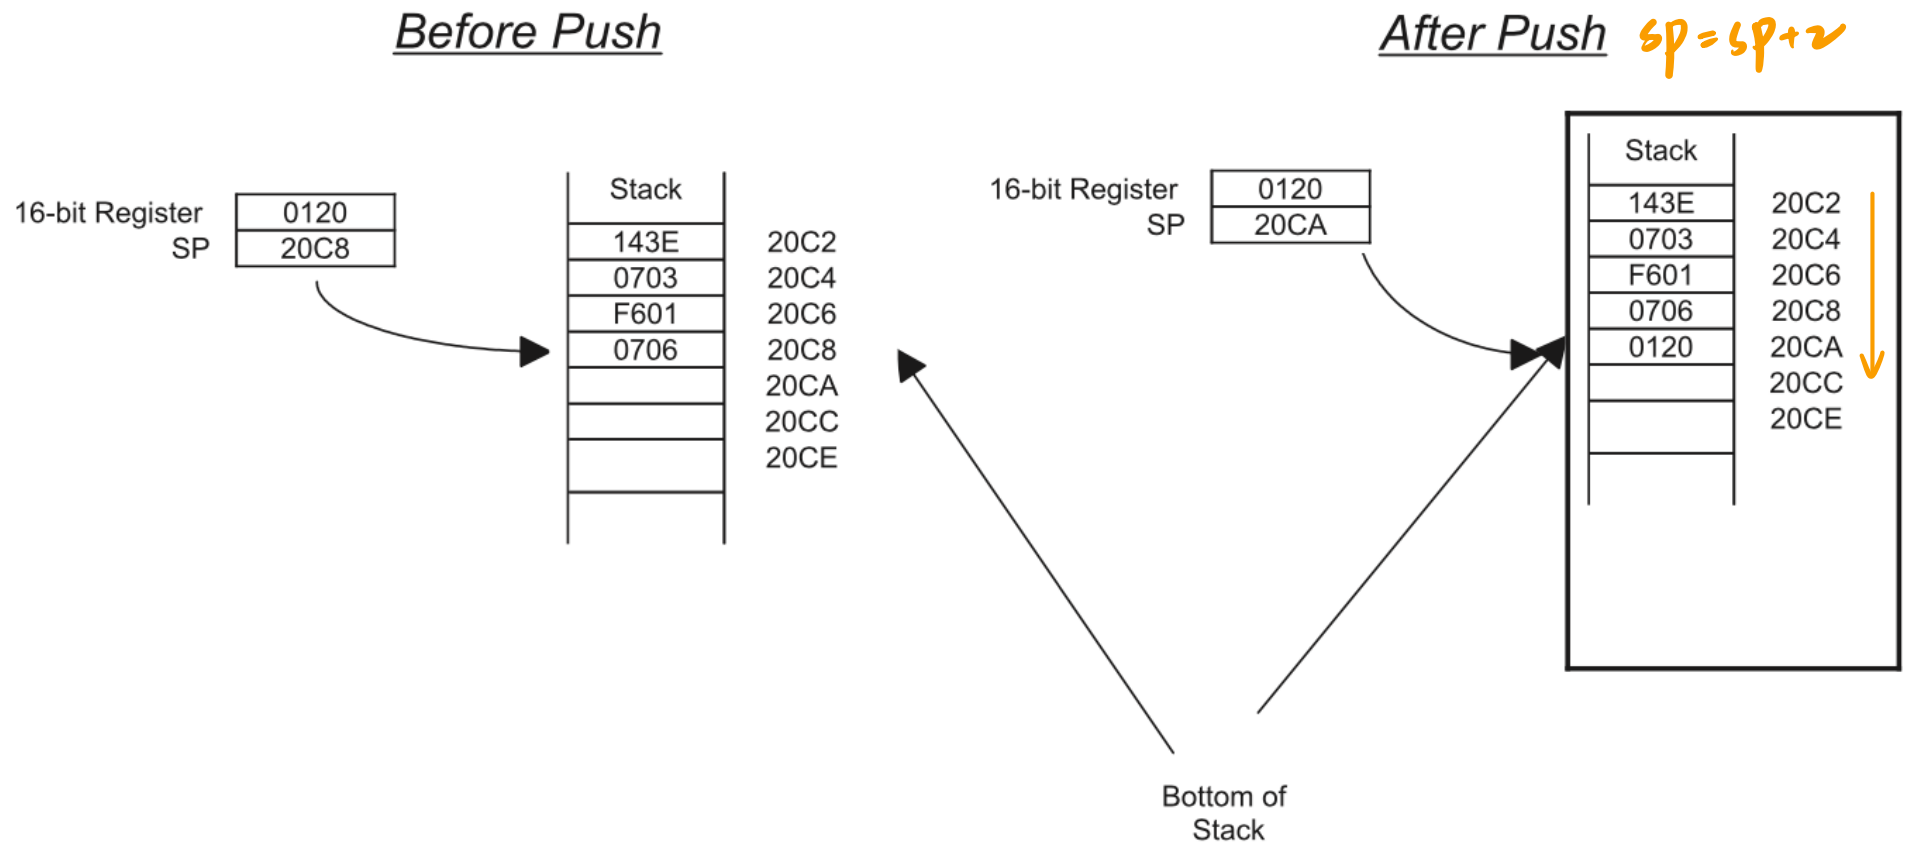 Before Push
After Push sp=sp+2
16-bit Register 0120
SP 20C8
Stack
143E 20C2
0703 20C4
F601 20C6
0706 20C8
20CA
20CC
20CE
16-bit Register 0120
SP 20CA
Stack
143E 20C2
0703 20C4
F601 20C6
0706 20C8
0120 20CA
20CC
20CE
Bottom of
Stack